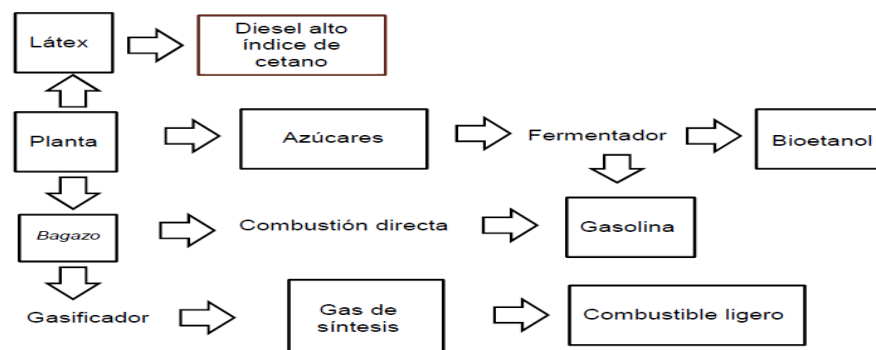 Látex
Diesel alto
índice de
cetano
Planta
Azúcares
Fermentador
Bioetanol
Bagazo
Combustión directa
Gasolina
Gasificador
Gas de
síntesis
Combustible ligero